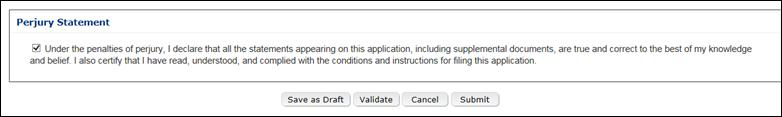 Perjury Statement
Under the penalties of perjury, I declare that all the statements appearing on this application, including supplemental documents, are true and correct to the best of my knowledge
and belief. I also certify that I have read, understood, and complied with the conditions and instructions for filing this application.
Save as Draft Validate Cancel Submit